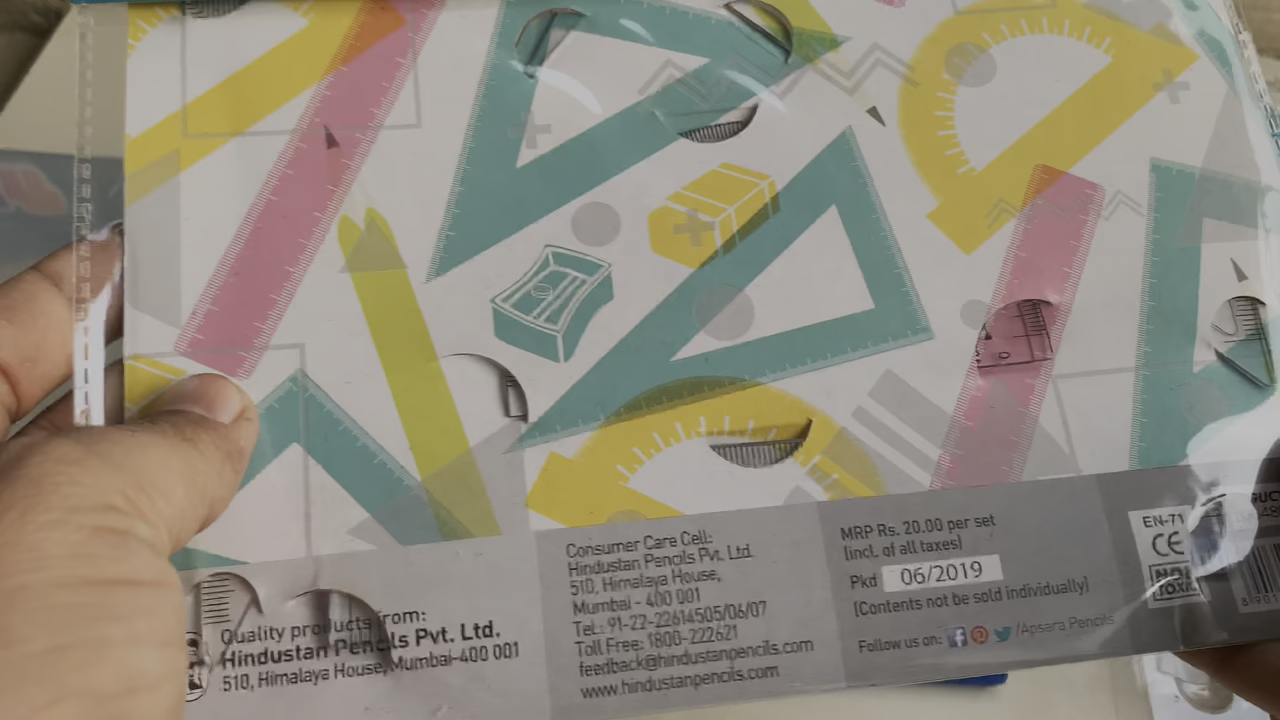 Quality products from:
Hindustan Pencils Pvt. Ltd.
510, Himalaya House, Mumbai-400 001
Consumer Care Cell:
Hindustan Pencils Pvt. Ltd.
510, Himalaya House,
Mumbai - 400 001
Tel.: 91-22-22614505/06/07
Toll Free: 1800-222621
feedback@hindustanpencils.com
www.hindustanpencils.com
MRP Rs. 20.00 per set
(incl. of all taxes)
Pkd 06/2019
(Contents not be sold individually)
Follow us on: /Apsara Pencils
EN-71
CE